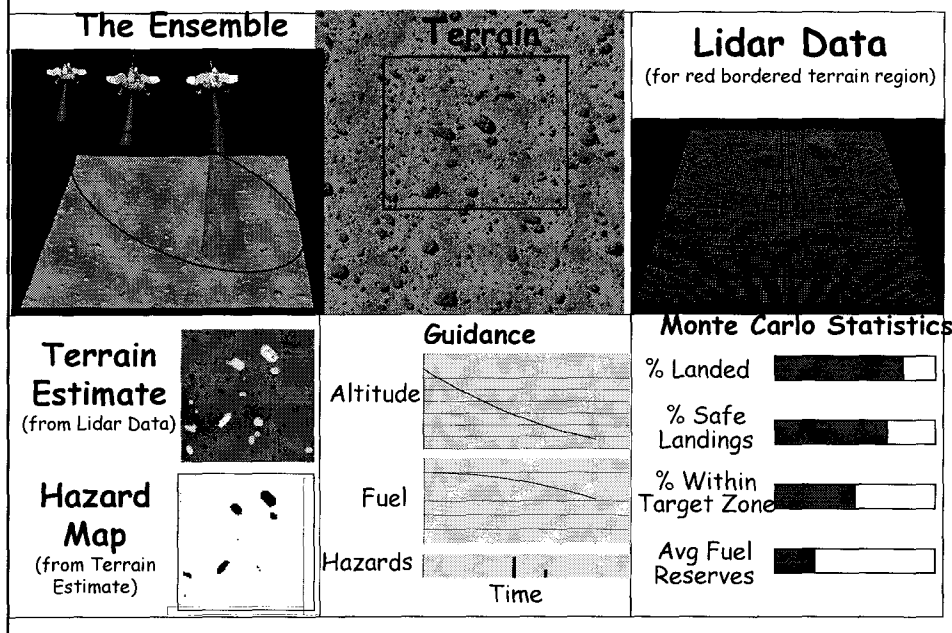 The Ensemble
Terrain
Lidar Data
(for red bordered terrain region)
Terrain
Estimate
(from Lidar Data)
Hazard
Map
(from Terrain
Estimate)
Guidance
Altitude
Fuel
Hazards
Time
Monte Carlo Statistics
% Landed
% Safe
Landings
% Within
Target Zone
Avg Fuel
Reserves